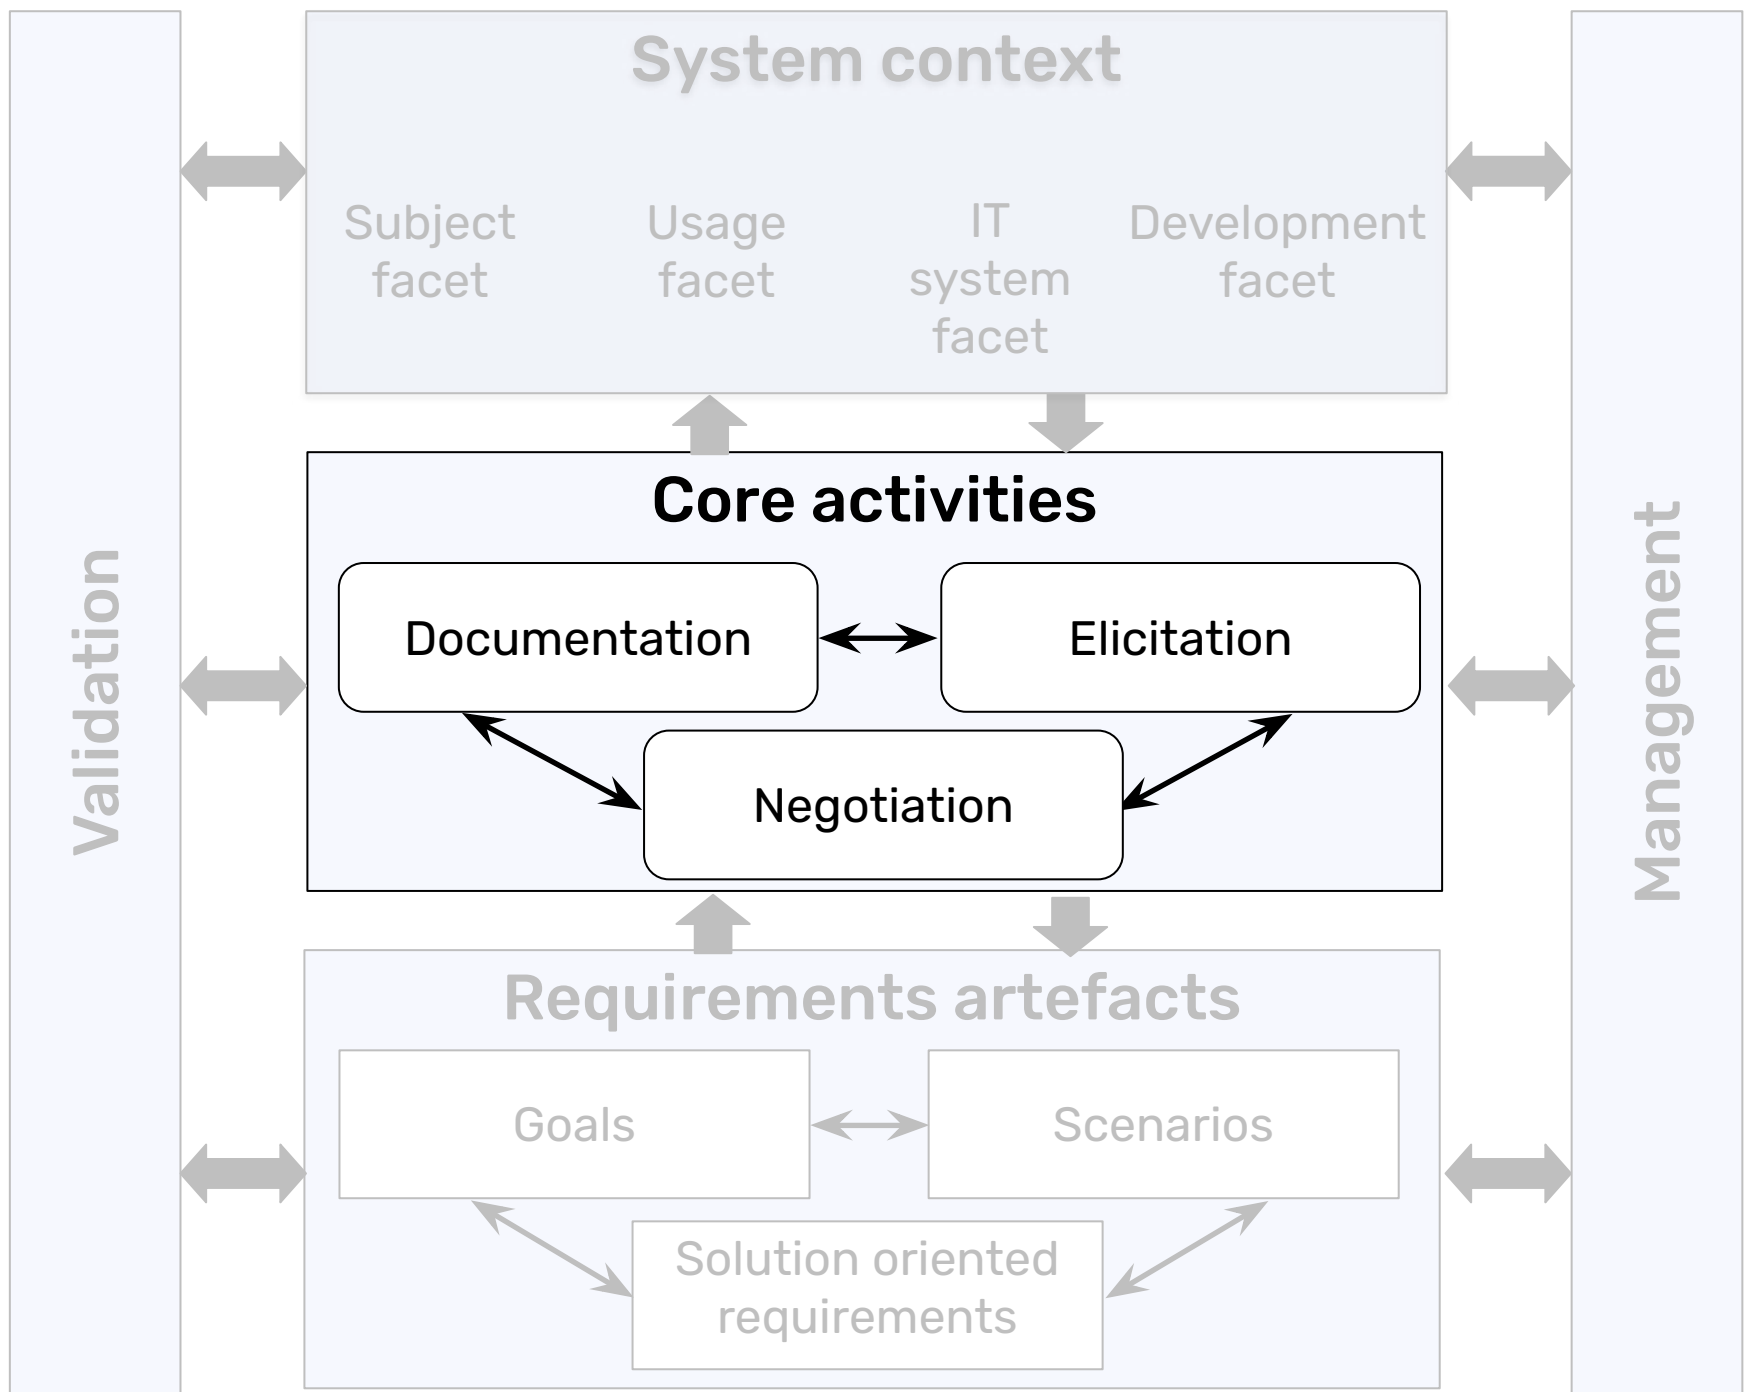 System context
Subject
facet
Usage
facet
IT
system
facet
Development
facet
Core activities
Documentation
Elicitation
Negotiation
Requirements artefacts
Goals
Scenarios
Solution oriented
requirements
Validation
Management